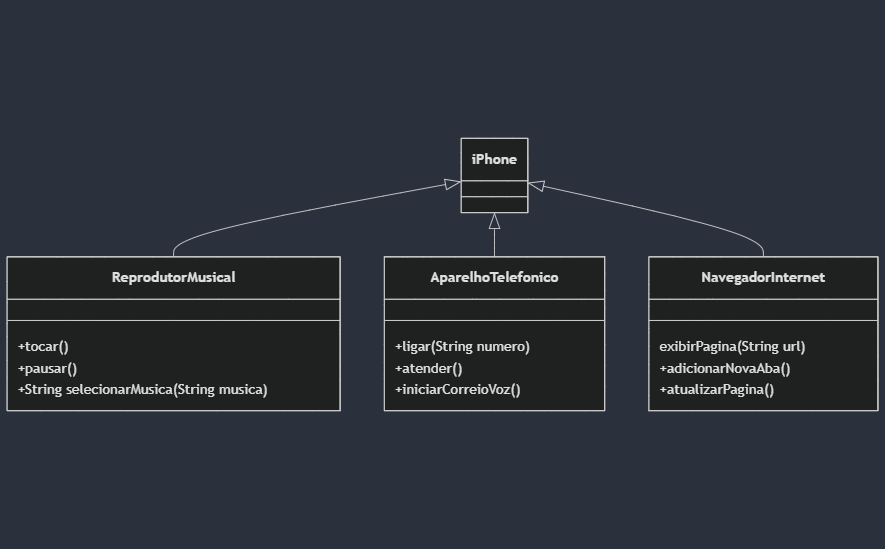 iPhone
ReprodutorMusical
+tocar()
+pausar()
+String selecionarMusica(String musica)
AparelhoTelefonico
+ligar(String numero)
+atender()
+iniciarCorreioVoz()
NavegadorInternet
exibirPagina(String url)
+adicionarNovaAba()
+atualizarPagina()